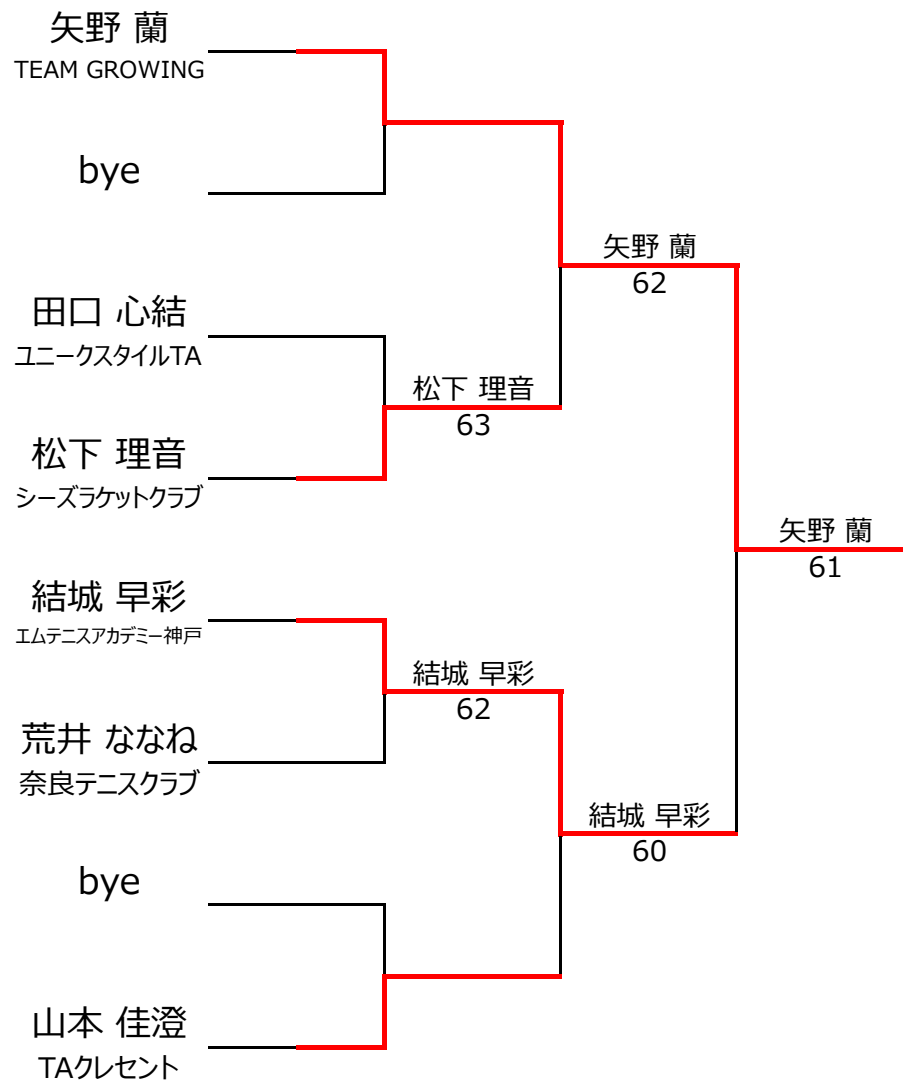 矢野 蘭
TEAM GROWING
bye
矢野 蘭
62
田口 心結
ユニークスタイルTA
松下 理音
63
松下 理音
シーズラケットクラブ
矢野 蘭
61
結城 早彩
エムテニスアカデミー神戸
結城 早彩
62
荒井 ななね
奈良テニスクラブ
結城 早彩
60
bye
山本 佳澄
TAクレセント